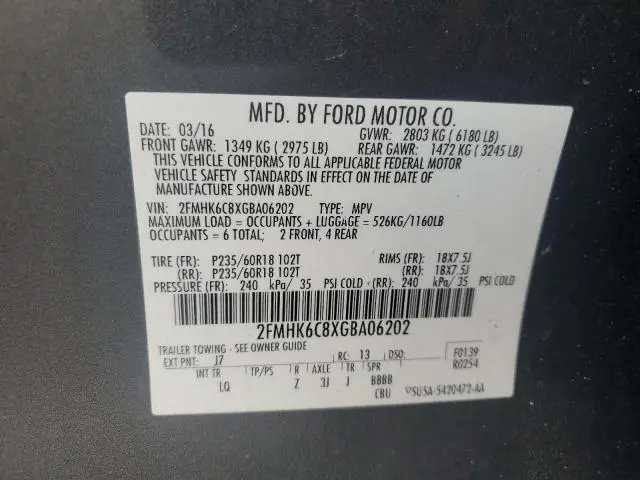 MFD. BY FORD MOTOR CO.
DATE: 03/16 GVWR: 2803 KG ( 6180 LB)
FRONT GAWR: 1349 KG ( 2975 LB) REAR GAWR: 1472 KG ( 3245 LB)
THIS VEHICLE CONFORMS TO ALL APPLICABLE FEDERAL MOTOR
VEHICLE SAFETY STANDARDS IN EFFECT ON THE DATE OF
MANUFACTURE SHOWN ABOVE.
VIN: 2FMHK6C8XGBA06202 TYPE: MPV
MAXIMUM LOAD = OCCUPANTS + LUGGAGE = 526KG/1160LB
OCCUPANTS = 6 TOTAL; 2 FRONT, 4 REAR
TIRE (FR): P235/60R18 102T RIMS (FR): 18X7.5J
(RR): P235/60R18 102T (RR): 18X7.5J
PRESSURE (FR): 240 kPa/ 35 PSI COLD (RR): 240 kPa/ 35 PSI COLD
2FMHK6C8XGBA06202
TRAILER TOWING - SEE OWNER GUIDE
EXT PNT: J7 RC: 13 DSO: F0139
R0254
INT TR TP/PS R AXLE TR SPR
LQ Z 3J J BBBB
CBU SU5A-5420472-AA